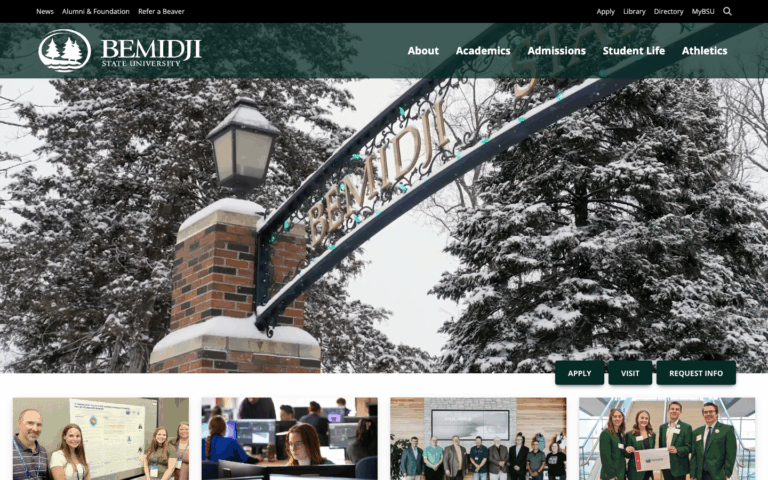 News Alumni & Foundation Refer a Beaver
Apply Library Directory MyBSU
BEMIDJI
STATE UNIVERSITY
About Academics Admissions Student Life Athletics
BEMIDJI STA
APPLY VISIT REQUEST INFO